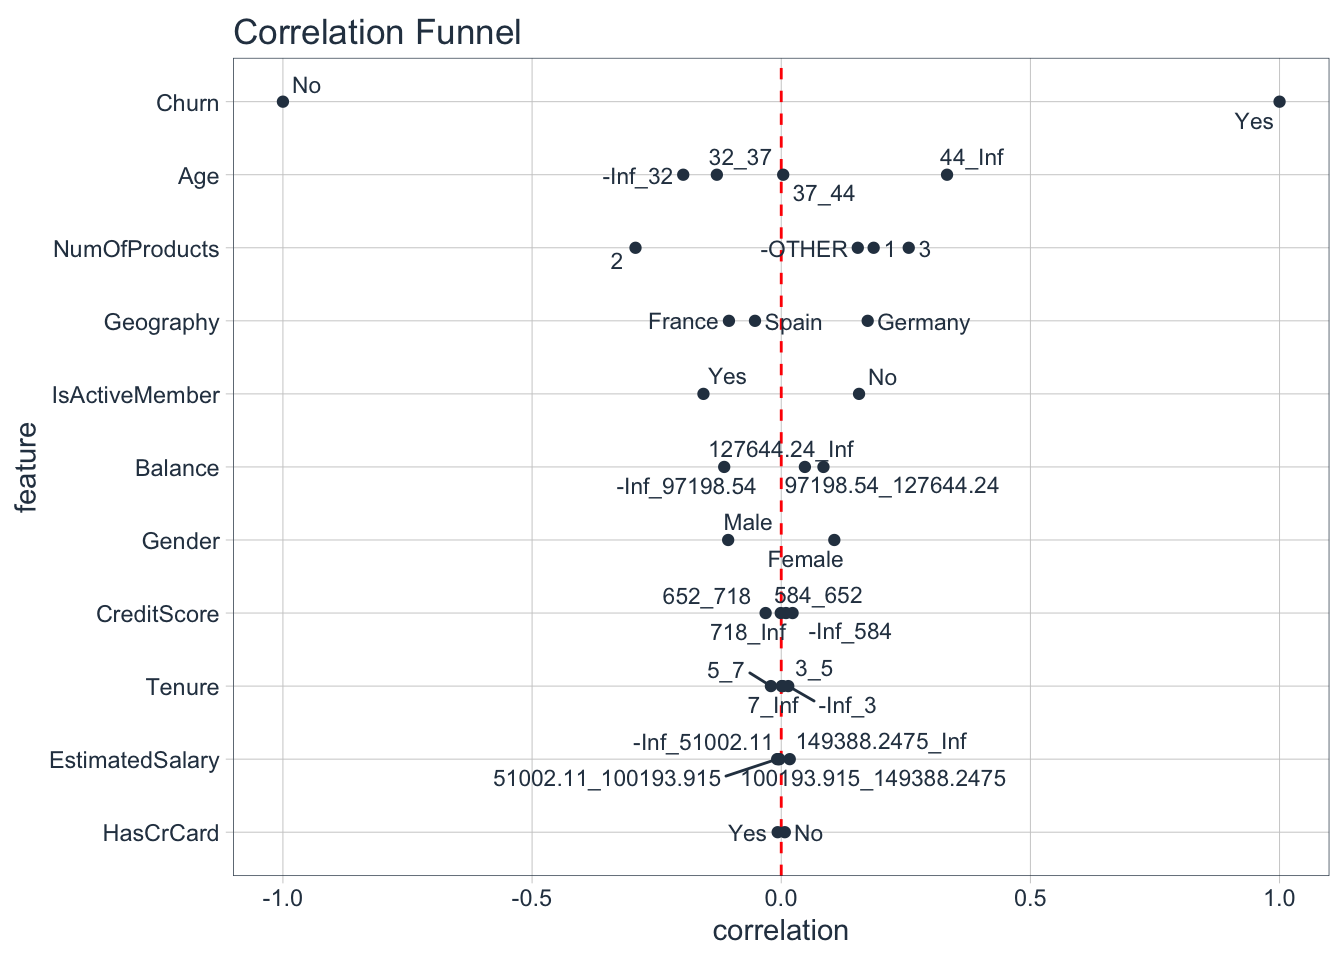 Correlation Funnel
Churn
No
Yes
Age
-Inf_32
32_37
37_44
44_Inf
NumOfProducts
2
-OTHER
1
3
Geography
France
Spain
Germany
IsActiveMember
Yes
No
Balance
127644.24_Inf
-Inf_97198.54
97198.54_127644.24
Gender
Male
Female
CreditScore
652_718
584_652
718_Inf
-Inf_584
Tenure
5_7
3_5
7_Inf
-Inf_3
EstimatedSalary
-Inf_51002.11
149388.2475_Inf
51002.11_100193.915
100193.915_149388.2475
HasCrCard
Yes
No
-1.0
-0.5
0.0
0.5
1.0
correlation
feature